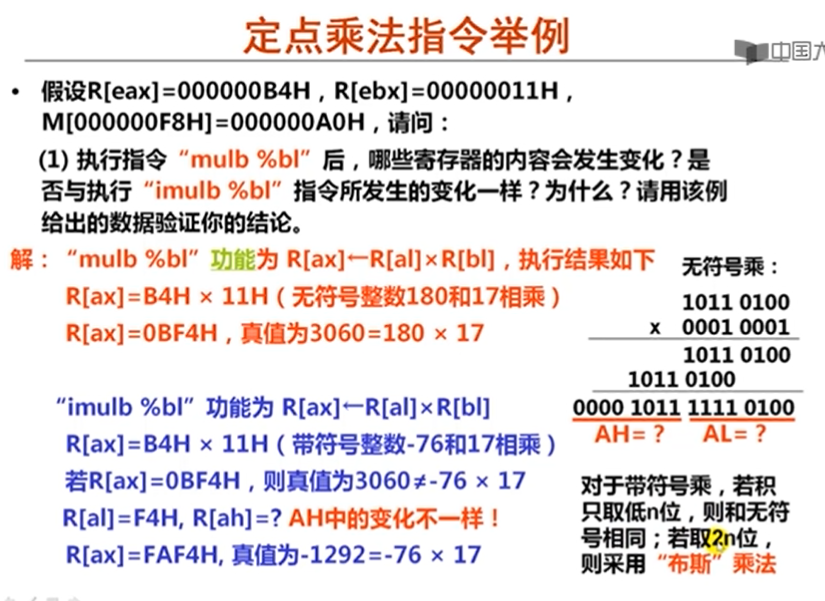 定点乘法指令举例
中国大
• 假设R[eax]=000000B4H，R[ebx]=00000011H，
M[000000F8H]=000000A0H，请问：
(1) 执行指令“mulb %bl”后，哪些寄存器的内容会发生变化？是
否与执行“imulb %bl”指令所发生的变化一样？为什么？请用该例
给出的数据验证你的结论。
解：“mulb %bl”功能为 R[ax]←R[al]×R[bl]，执行结果如下
R[ax]=B4H × 11H（无符号整数180和17相乘）
R[ax]=0BF4H，真值为3060=180 × 17
“imulb %bl”功能为 R[ax]←R[al]×R[bl]
R[ax]=B4H × 11H（带符号整数-76和17相乘）
若R[ax]=0BF4H，则真值为3060≠-76 × 17
R[al]=F4H, R[ah]=? AH中的变化不一样！
R[ax]=FAF4H, 真值为-1292=-76 × 17
无符号乘：
1011 0100
x 0001 0001
1011 0100
1011 0100
0000 1011 1111 0100
AH=？ AL=？
对于带符号乘，若积
只取低n位，则和无符
号相同；若取2n位，
则采用“布斯”乘法